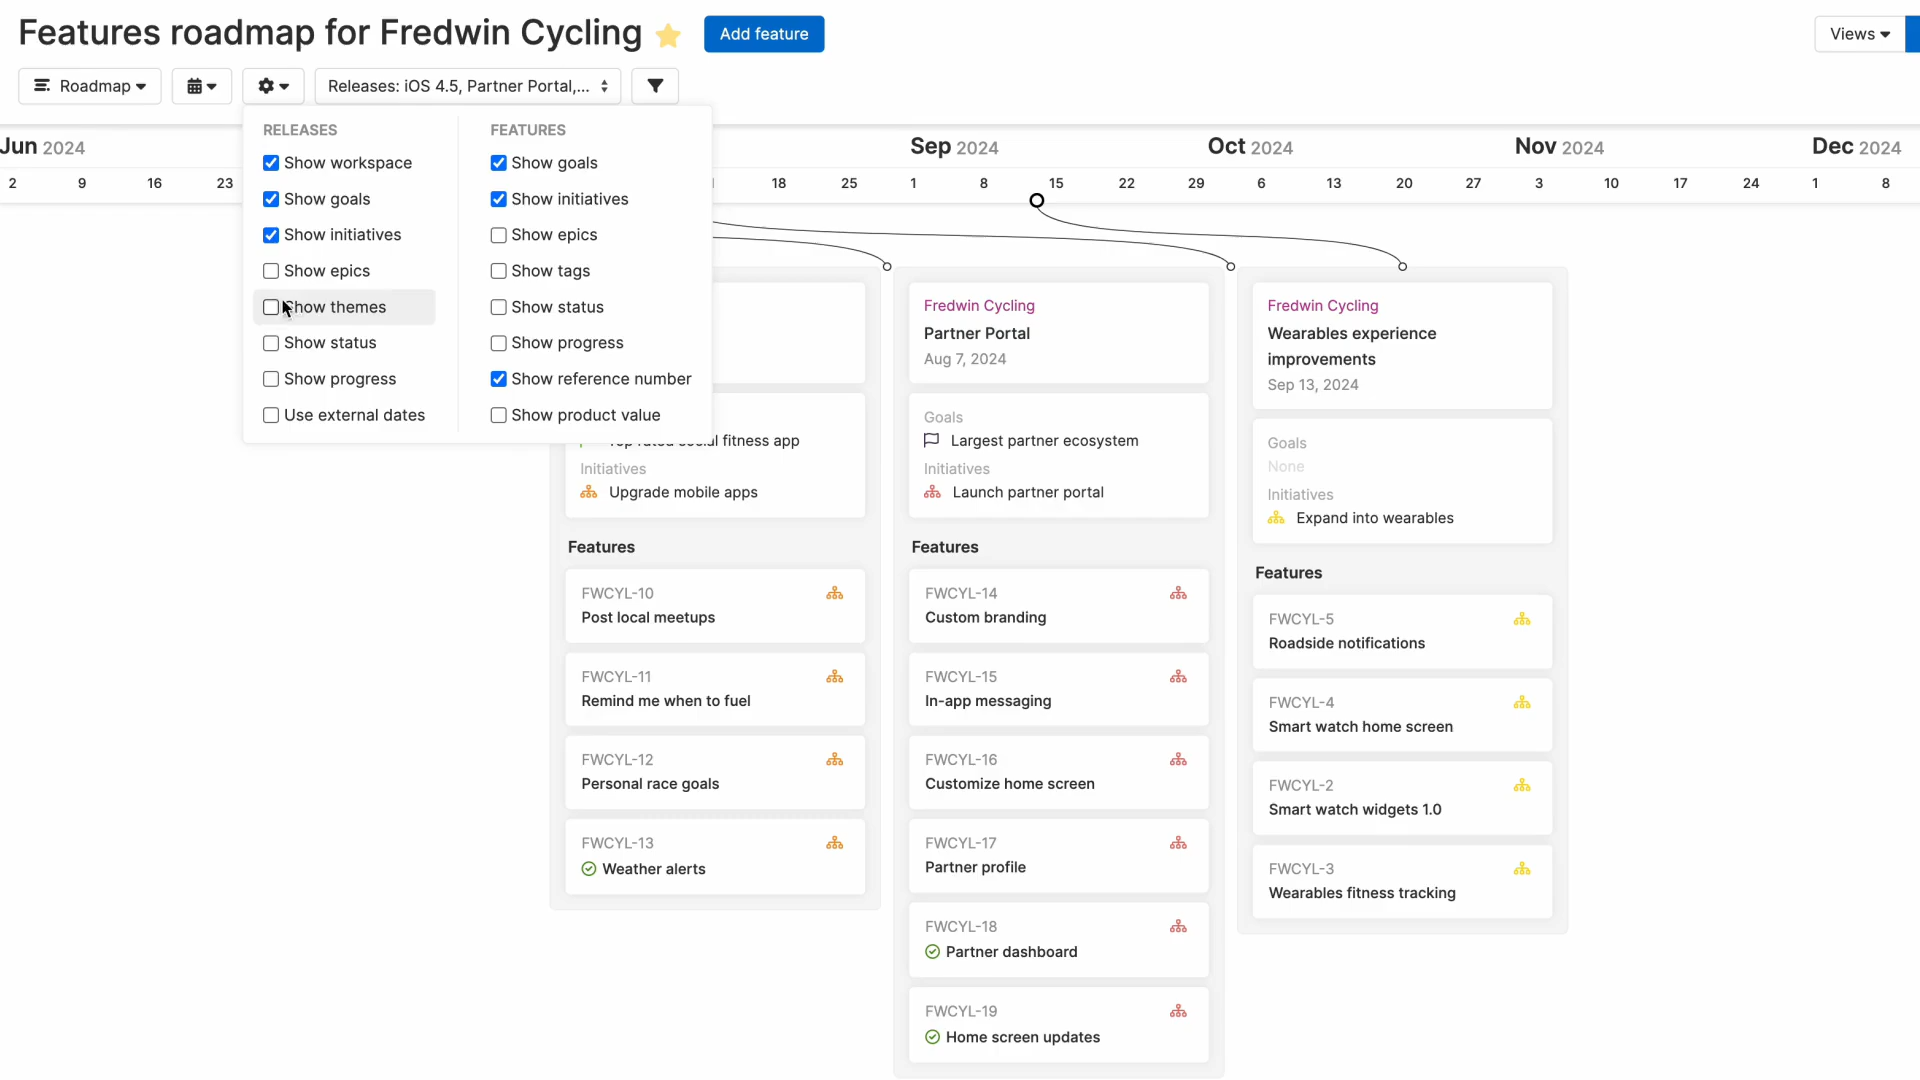 Features roadmap for Fredwin Cycling
Add feature
Views
Roadmap
Releases: iOS 4.5, Partner Portal,...
Jun 2024
Sep 2024
Oct 2024
Nov 2024
Dec 2024
2 9 16 23 18 25 1 8 15 22 29 6 13 20 27 3 10 17 24 1 8
RELEASES
Show workspace
Show goals
Show initiatives
Show epics
Show themes
Show status
Show progress
Use external dates
FEATURES
Show goals
Show initiatives
Show epics
Show tags
Show status
Show progress
Show reference number
Show product value
fitness app
Initiatives
Upgrade mobile apps
Features
FWCYL-10
Post local meetups
FWCYL-11
Remind me when to fuel
FWCYL-12
Personal race goals
FWCYL-13
Weather alerts
Fredwin Cycling
Partner Portal
Aug 7, 2024
Goals
Largest partner ecosystem
Initiatives
Launch partner portal
Features
FWCYL-14
Custom branding
FWCYL-15
In-app messaging
FWCYL-16
Customize home screen
FWCYL-17
Partner profile
FWCYL-18
Partner dashboard
FWCYL-19
Home screen updates
Fredwin Cycling
Wearables experience
improvements
Sep 13, 2024
Goals
None
Initiatives
Expand into wearables
Features
FWCYL-5
Roadside notifications
FWCYL-4
Smart watch home screen
FWCYL-2
Smart watch widgets 1.0
FWCYL-3
Wearables fitness tracking